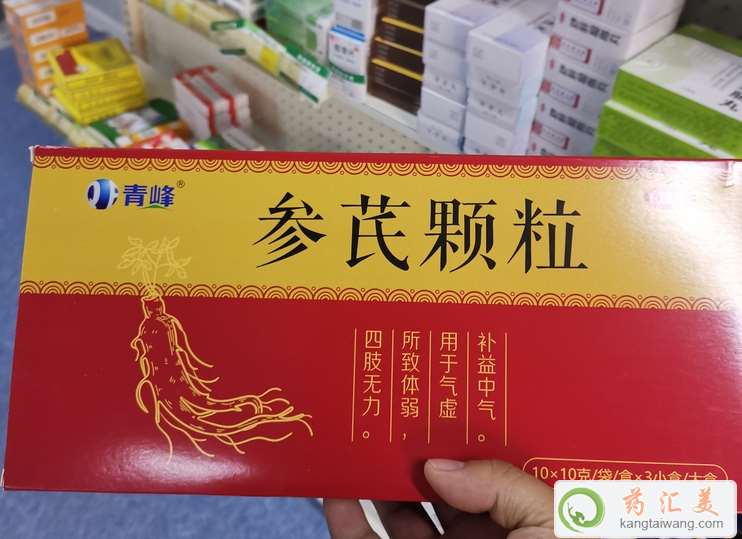 青峰®
参芪颗粒
补益中气。
用于气虚
所致体弱，
四肢无力。
10×10克/袋/盒×3小盒/大盒
药汇美
kangtaiwang.com